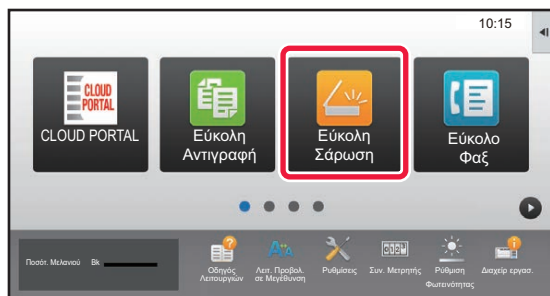 10:15
CLOUD
PORTAL
CLOUD PORTAL
Εύκολη
Αντιγραφή
Εύκολη
Σάρωση
Εύκολο
Φαξ
Ποσότ. Μελανιού Bk
Οδηγός
Λειτουργιών
Λειτ. Προβολ.
σε Μεγέθυνση
Ρυθμίσεις
Συν. Μετρητής
Ρύθμιση
Φωτεινότητας
Διαχείρ εργασ.